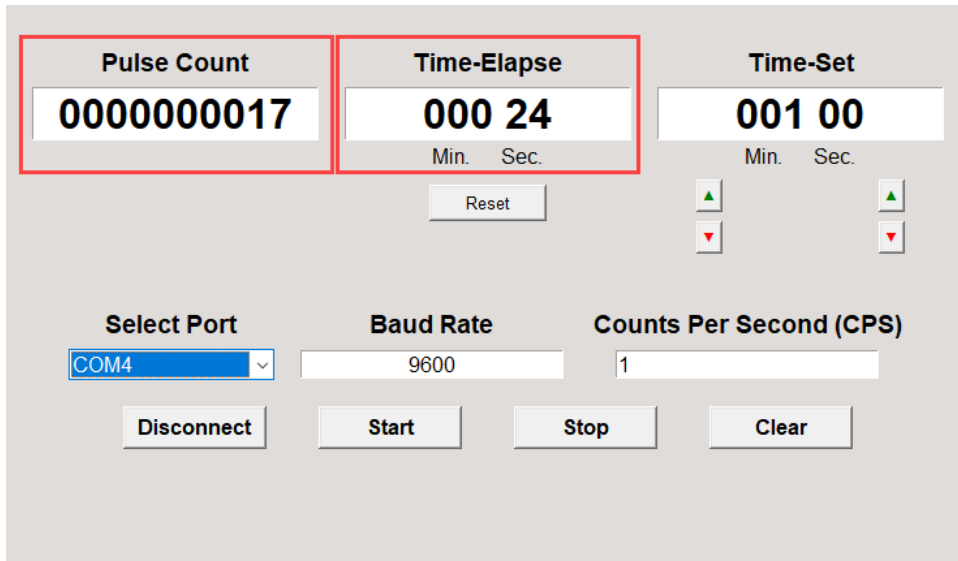 Pulse Count
Time-Elapse
Time-Set
0000000017
000 24
001 00
Min. Sec.
Min. Sec.
Reset
▲ ▲
▼ ▼
Select Port
Baud Rate
Counts Per Second (CPS)
COM4
9600
1
Disconnect
Start
Stop
Clear